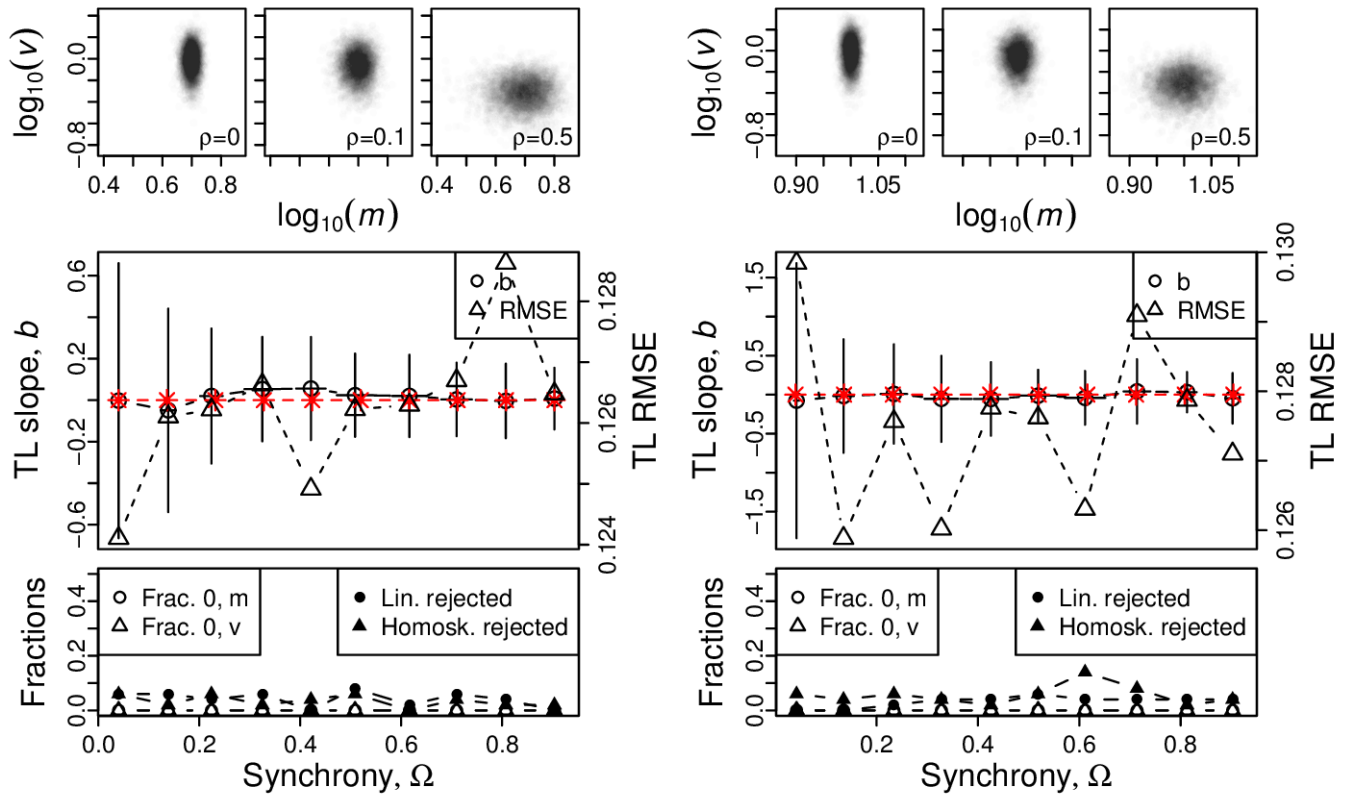 log10(v)
0.0
−0.8
ρ=0
ρ=0.1
ρ=0.5
0.4 0.8 0.4 0.8
log10(m)
log10(v)
0.0
−0.8
ρ=0
ρ=0.1
ρ=0.5
0.90 1.05 0.90 1.05
log10(m)
TL slope, b
0.6
0.2
−0.2
−0.6
b
RMSE
0.128
0.126
0.124
TL RMSE
TL slope, b
1.5
0.5
−0.5
−1.5
b
RMSE
0.130
0.128
0.126
TL RMSE
Fractions
0.4
0.2
0.0
Frac. 0, m
Frac. 0, v
Lin. rejected
Homosk. rejected
0.0 0.2 0.4 0.6 0.8
Synchrony, Ω
Fractions
0.4
0.2
0.0
Frac. 0, m
Frac. 0, v
Lin. rejected
Homosk. rejected
0.2 0.4 0.6 0.8
Synchrony, Ω